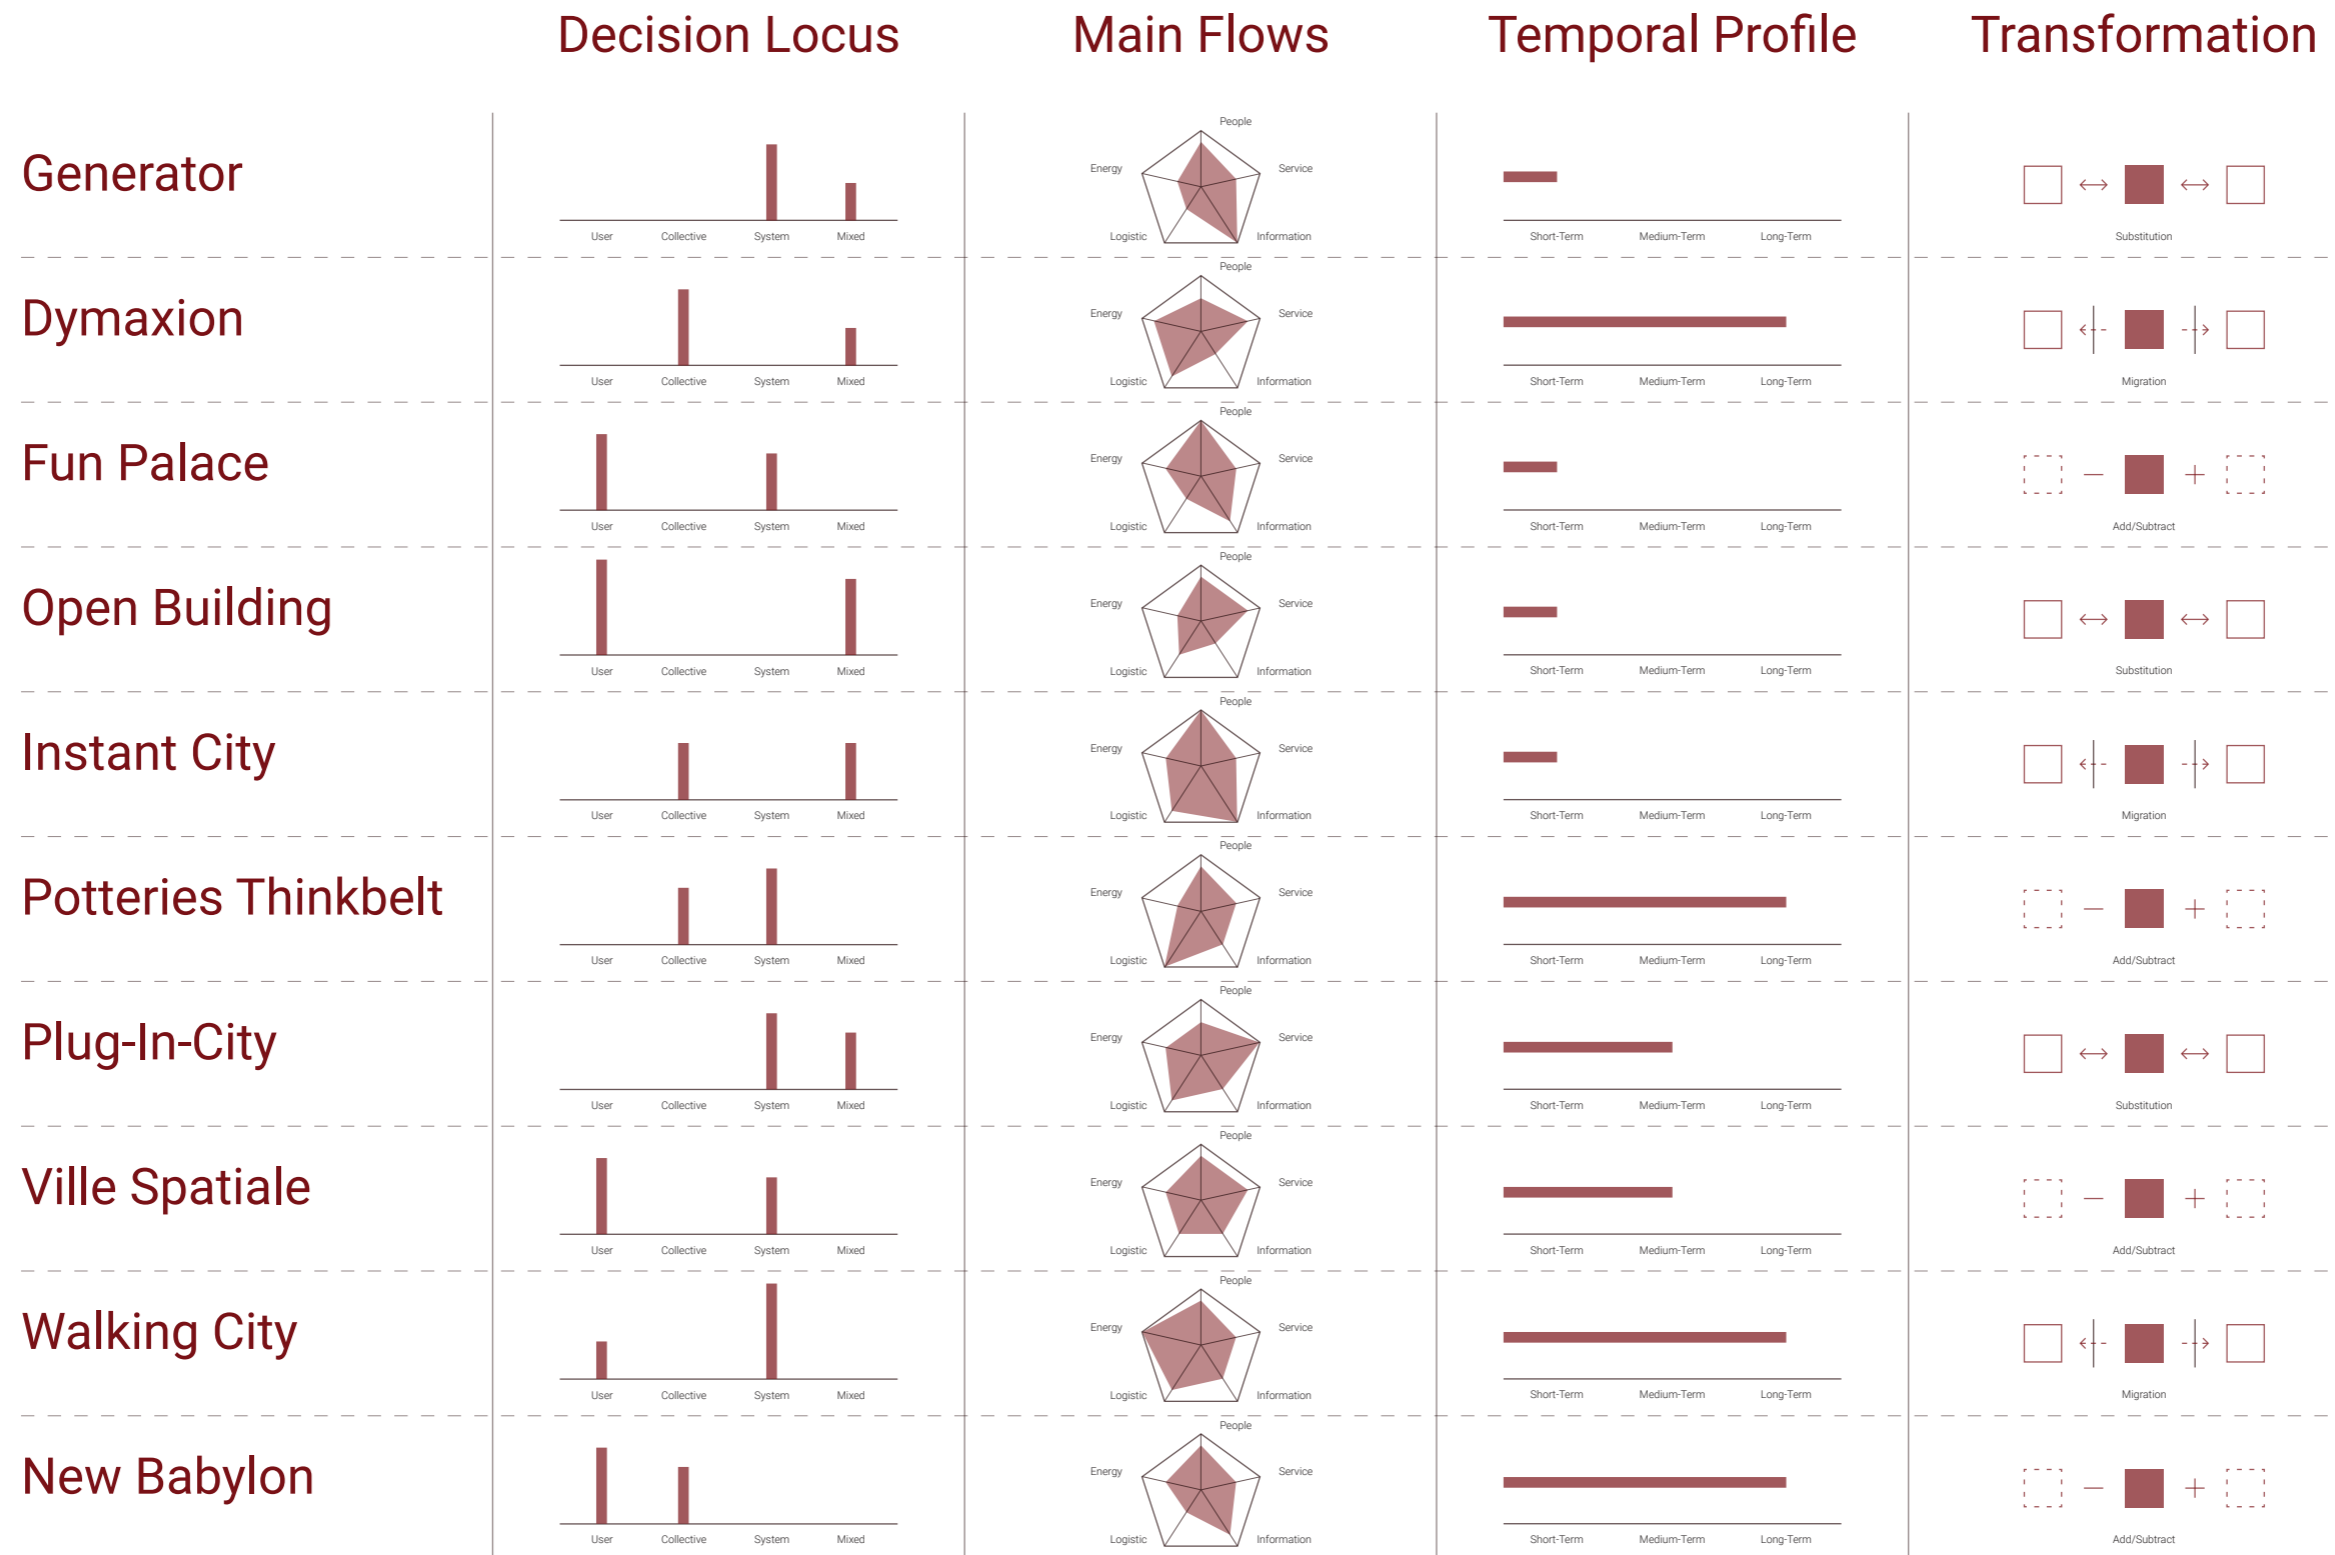 Decision Locus Main Flows Temporal Profile Transformation
Generator
User Collective System Mixed
People
Energy Service
Logistic Information
Short-Term Medium-Term Long-Term
Substitution
Dymaxion
User Collective System Mixed
People
Energy Service
Logistic Information
Short-Term Medium-Term Long-Term
Migration
Fun Palace
User Collective System Mixed
People
Energy Service
Logistic Information
Short-Term Medium-Term Long-Term
Add/Subtract
Open Building
User Collective System Mixed
People
Energy Service
Logistic Information
Short-Term Medium-Term Long-Term
Substitution
Instant City
User Collective System Mixed
People
Energy Service
Logistic Information
Short-Term Medium-Term Long-Term
Migration
Potteries Thinkbelt
User Collective System Mixed
People
Energy Service
Logistic Information
Short-Term Medium-Term Long-Term
Add/Subtract
Plug-In-City
User Collective System Mixed
People
Energy Service
Logistic Information
Short-Term Medium-Term Long-Term
Substitution
Ville Spatiale
User Collective System Mixed
People
Energy Service
Logistic Information
Short-Term Medium-Term Long-Term
Add/Subtract
Walking City
User Collective System Mixed
People
Energy Service
Logistic Information
Short-Term Medium-Term Long-Term
Migration
New Babylon
User Collective System Mixed
People
Energy Service
Logistic Information
Short-Term Medium-Term Long-Term
Add/Subtract